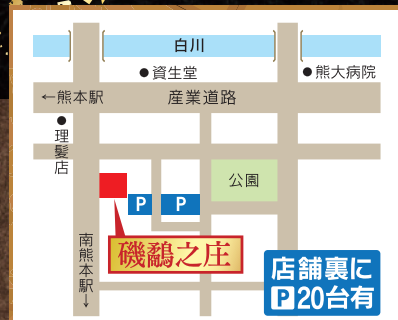 白川
資生堂
熊大病院
←熊本駅
産業道路
理髪店
公園
P
P
磯鷸之庄
南熊本駅↓
店舗裏に
P20台有